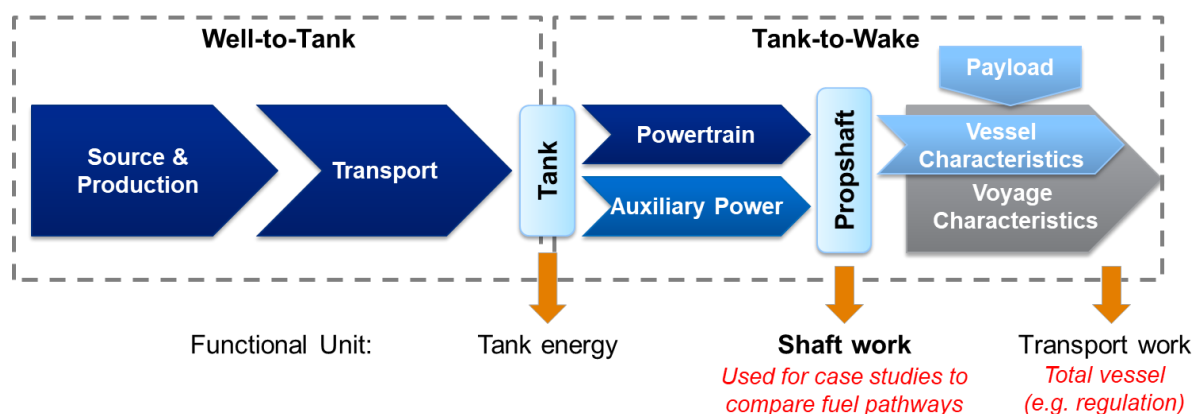 Well-to-Tank
Tank-to-Wake
Source &
Production
Transport
Tank
Powertrain
Auxiliary Power
Propshaft
Payload
Vessel
Characteristics
Voyage
Characteristics
Functional Unit:
Tank energy
Shaft work
Used for case studies to
compare fuel pathways
Transport work
Total vessel
(e.g. regulation)